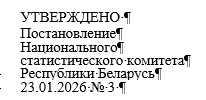 УТВЕРЖДЕНО
Постановление
Национального
статистического комитета
Республики Беларусь
23.01.2026 № 3